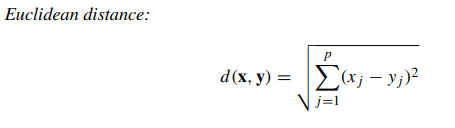 Euclidean distance:
d(x, y) = √∑_{j=1}^{p}(x_j − y_j)²